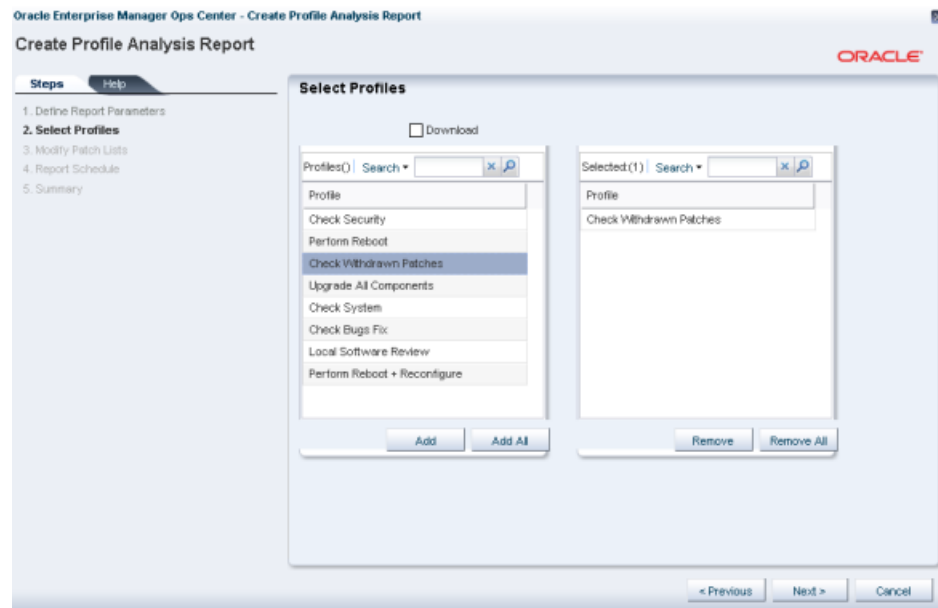 Oracle Enterprise Manager Ops Center - Create Profile Analysis Report
Create Profile Analysis Report
ORACLE
Steps Help
1. Define Report Parameters
2. Select Profiles
3. Modify Patch Lists
4. Report Schedule
5. Summary
Select Profiles
Download
Profiles() Search
Profile
Check Security
Perform Reboot
Check Withdrawn Patches
Upgrade All Components
Check System
Check Bugs Fix
Local Software Review
Perform Reboot + Reconfigure
Add Add All
Selected:(1) Search
Profile
Check Withdrawn Patches
Remove Remove All
< Previous Next > Cancel